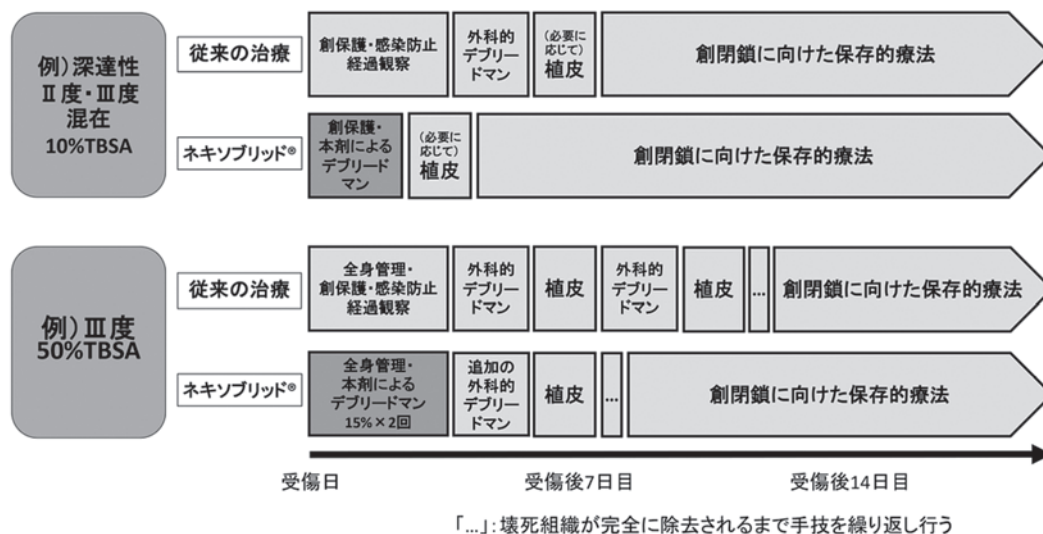 例）深達性
Ⅱ度・Ⅲ度
混在
10%TBSA
従来の治療
創保護・感染防止
経過観察
外科的
デブリードマン
（必要に
応じて）
植皮
創閉鎖に向けた保存的療法
ネキソブリッド®
創保護・
本剤による
デブリード
マン
（必要に
応じて）
植皮
創閉鎖に向けた保存的療法
例）Ⅲ度
50%TBSA
従来の治療
全身管理・
創保護・感染防止
経過観察
外科的
デブリー
ドマン
植皮
外科的
デブリー
ドマン
植皮
...
創閉鎖に向けた保存的療法
ネキソブリッド®
全身管理・
本剤による
デブリードマン
15%×2回
追加の
外科的
デブリー
ドマン
植皮
...
創閉鎖に向けた保存的療法
受傷日
受傷後7日目
受傷後14日目
「...」：壊死組織が完全に除去されるまで手技を繰り返し行う